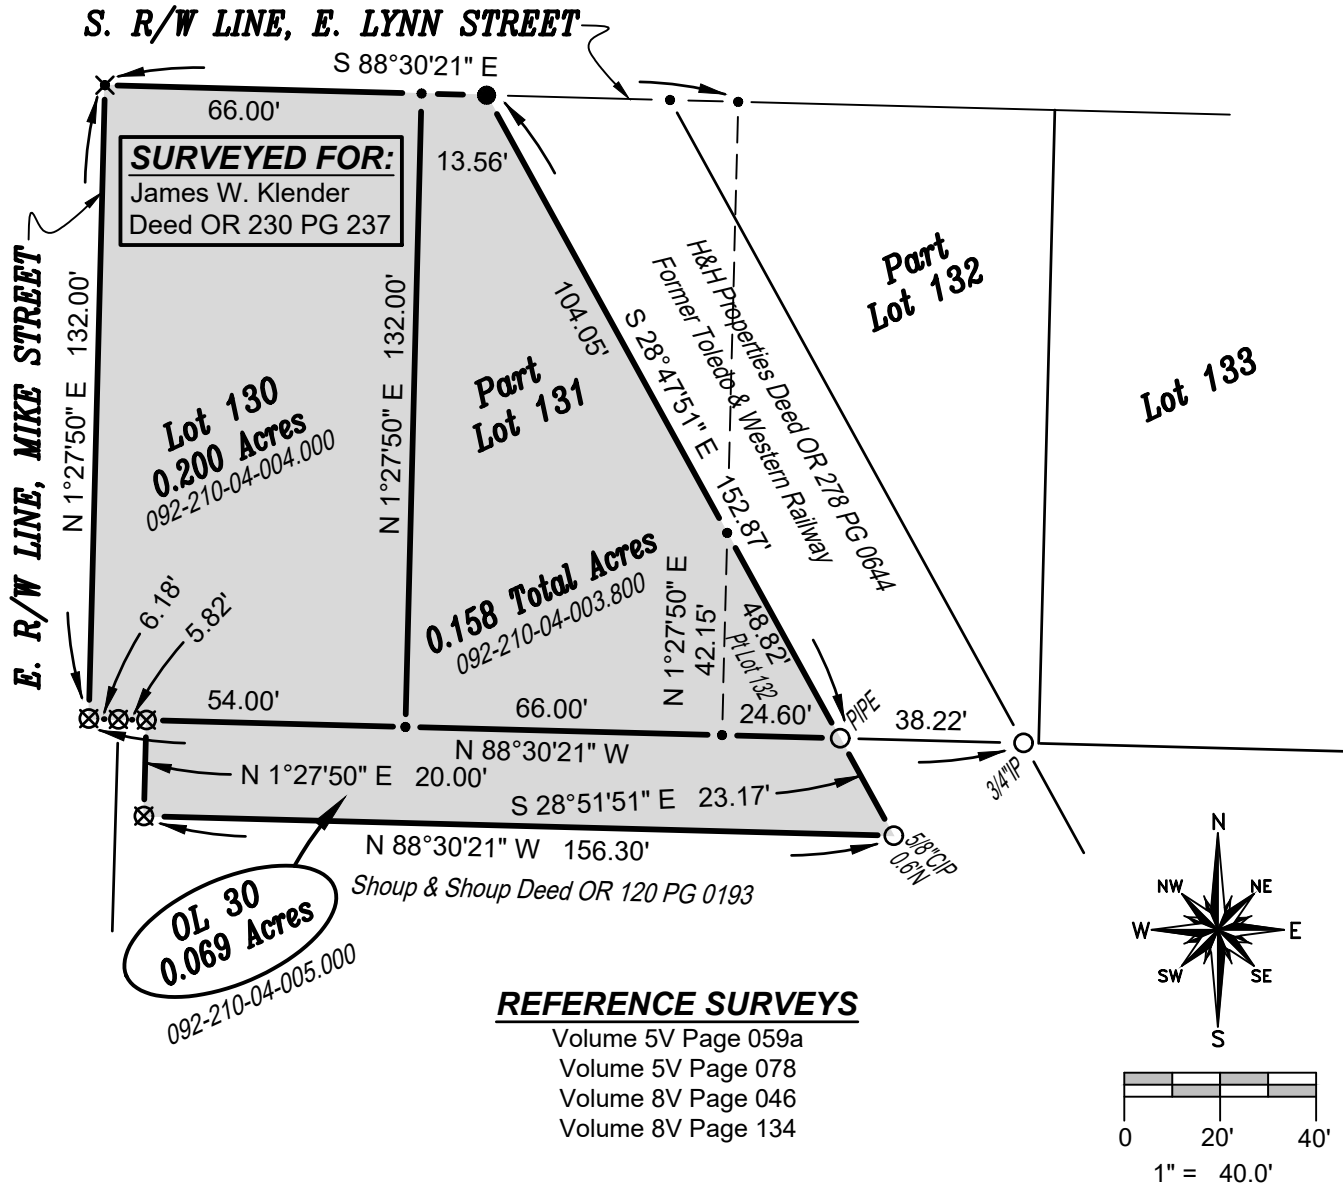 S. R/W LINE, E. LYNN STREET
S 88°30'21" E
66.00'
SURVEYED FOR:
James W. Klender
Deed OR 230 PG 237
13.56'
E. R/W LINE, MIKE STREET
N 1°27'50" E 132.00'
N 1°27'50" E 132.00'
104.05'
S 28°47'51" E 152.87'
H&H Properties Deed OR 278 PG 0644
Former Toledo & Western Railway
Part
Lot 132
Lot 133
Part
Lot 131
Lot 130
0.200 Acres
092-210-04-004.000
0.158 Total Acres
092-210-04-003.800
N 1°27'50" E
42.15'
48.82'
Pt Lot 132
6.18'
5.82'
54.00'
66.00'
24.60'
PIPE
38.22'
3/4"IP
N 88°30'21" W
N 1°27'50" E 20.00'
S 28°51'51" E 23.17'
N 88°30'21" W 156.30'
5/8"CIP
0.6'N
Shoup & Shoup Deed OR 120 PG 0193
OL 30
0.069 Acres
092-210-04-005.000
REFERENCE SURVEYS
Volume 5V Page 059a
Volume 5V Page 078
Volume 8V Page 046
Volume 8V Page 134
N
NW NE
W E
SW SE
S
0 20' 40'
1" = 40.0'